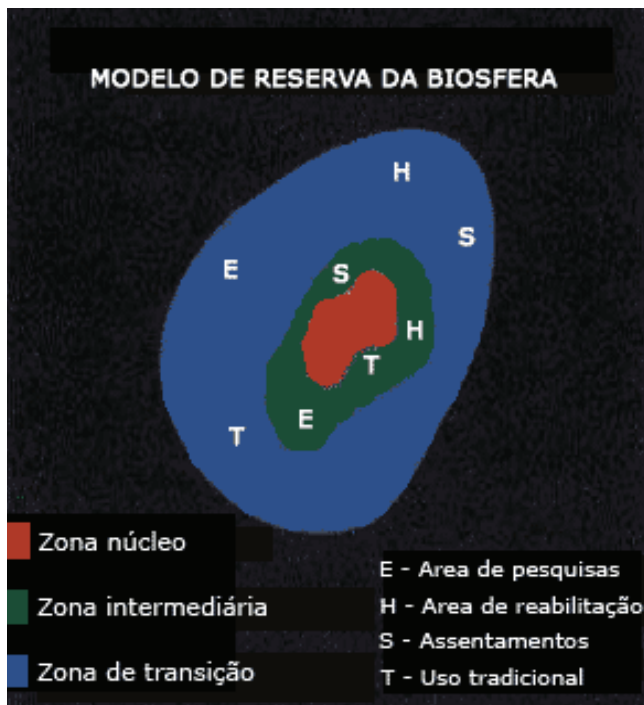 MODELO DE RESERVA DA BIOSFERA
H
S
E
S
H
T
E
T
Zona núcleo
Zona intermediária
Zona de transição
E - Area de pesquisas
H - Area de reabilitação
S - Assentamentos
T - Uso tradicional